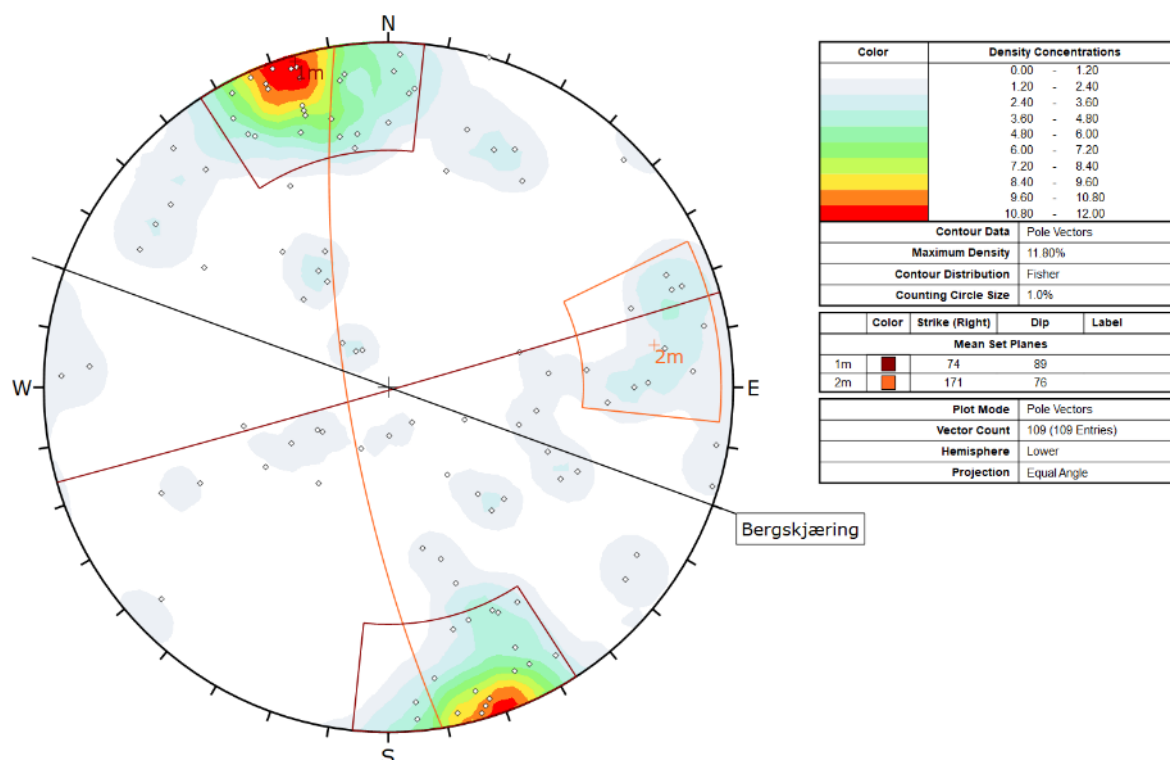 N
1m
W
E
2m
S
Bergskjæring
Color Density Concentrations
0.00 - 1.20
1.20 - 2.40
2.40 - 3.60
3.60 - 4.80
4.80 - 6.00
6.00 - 7.20
7.20 - 8.40
8.40 - 9.60
9.60 - 10.80
10.80 - 12.00
Contour Data Pole Vectors
Maximum Density 11.80%
Contour Distribution Fisher
Counting Circle Size 1.0%
Color Strike (Right) Dip Label
Mean Set Planes
1m 74 89
2m 171 76
Plot Mode Pole Vectors
Vector Count 109 (109 Entries)
Hemisphere Lower
Projection Equal Angle